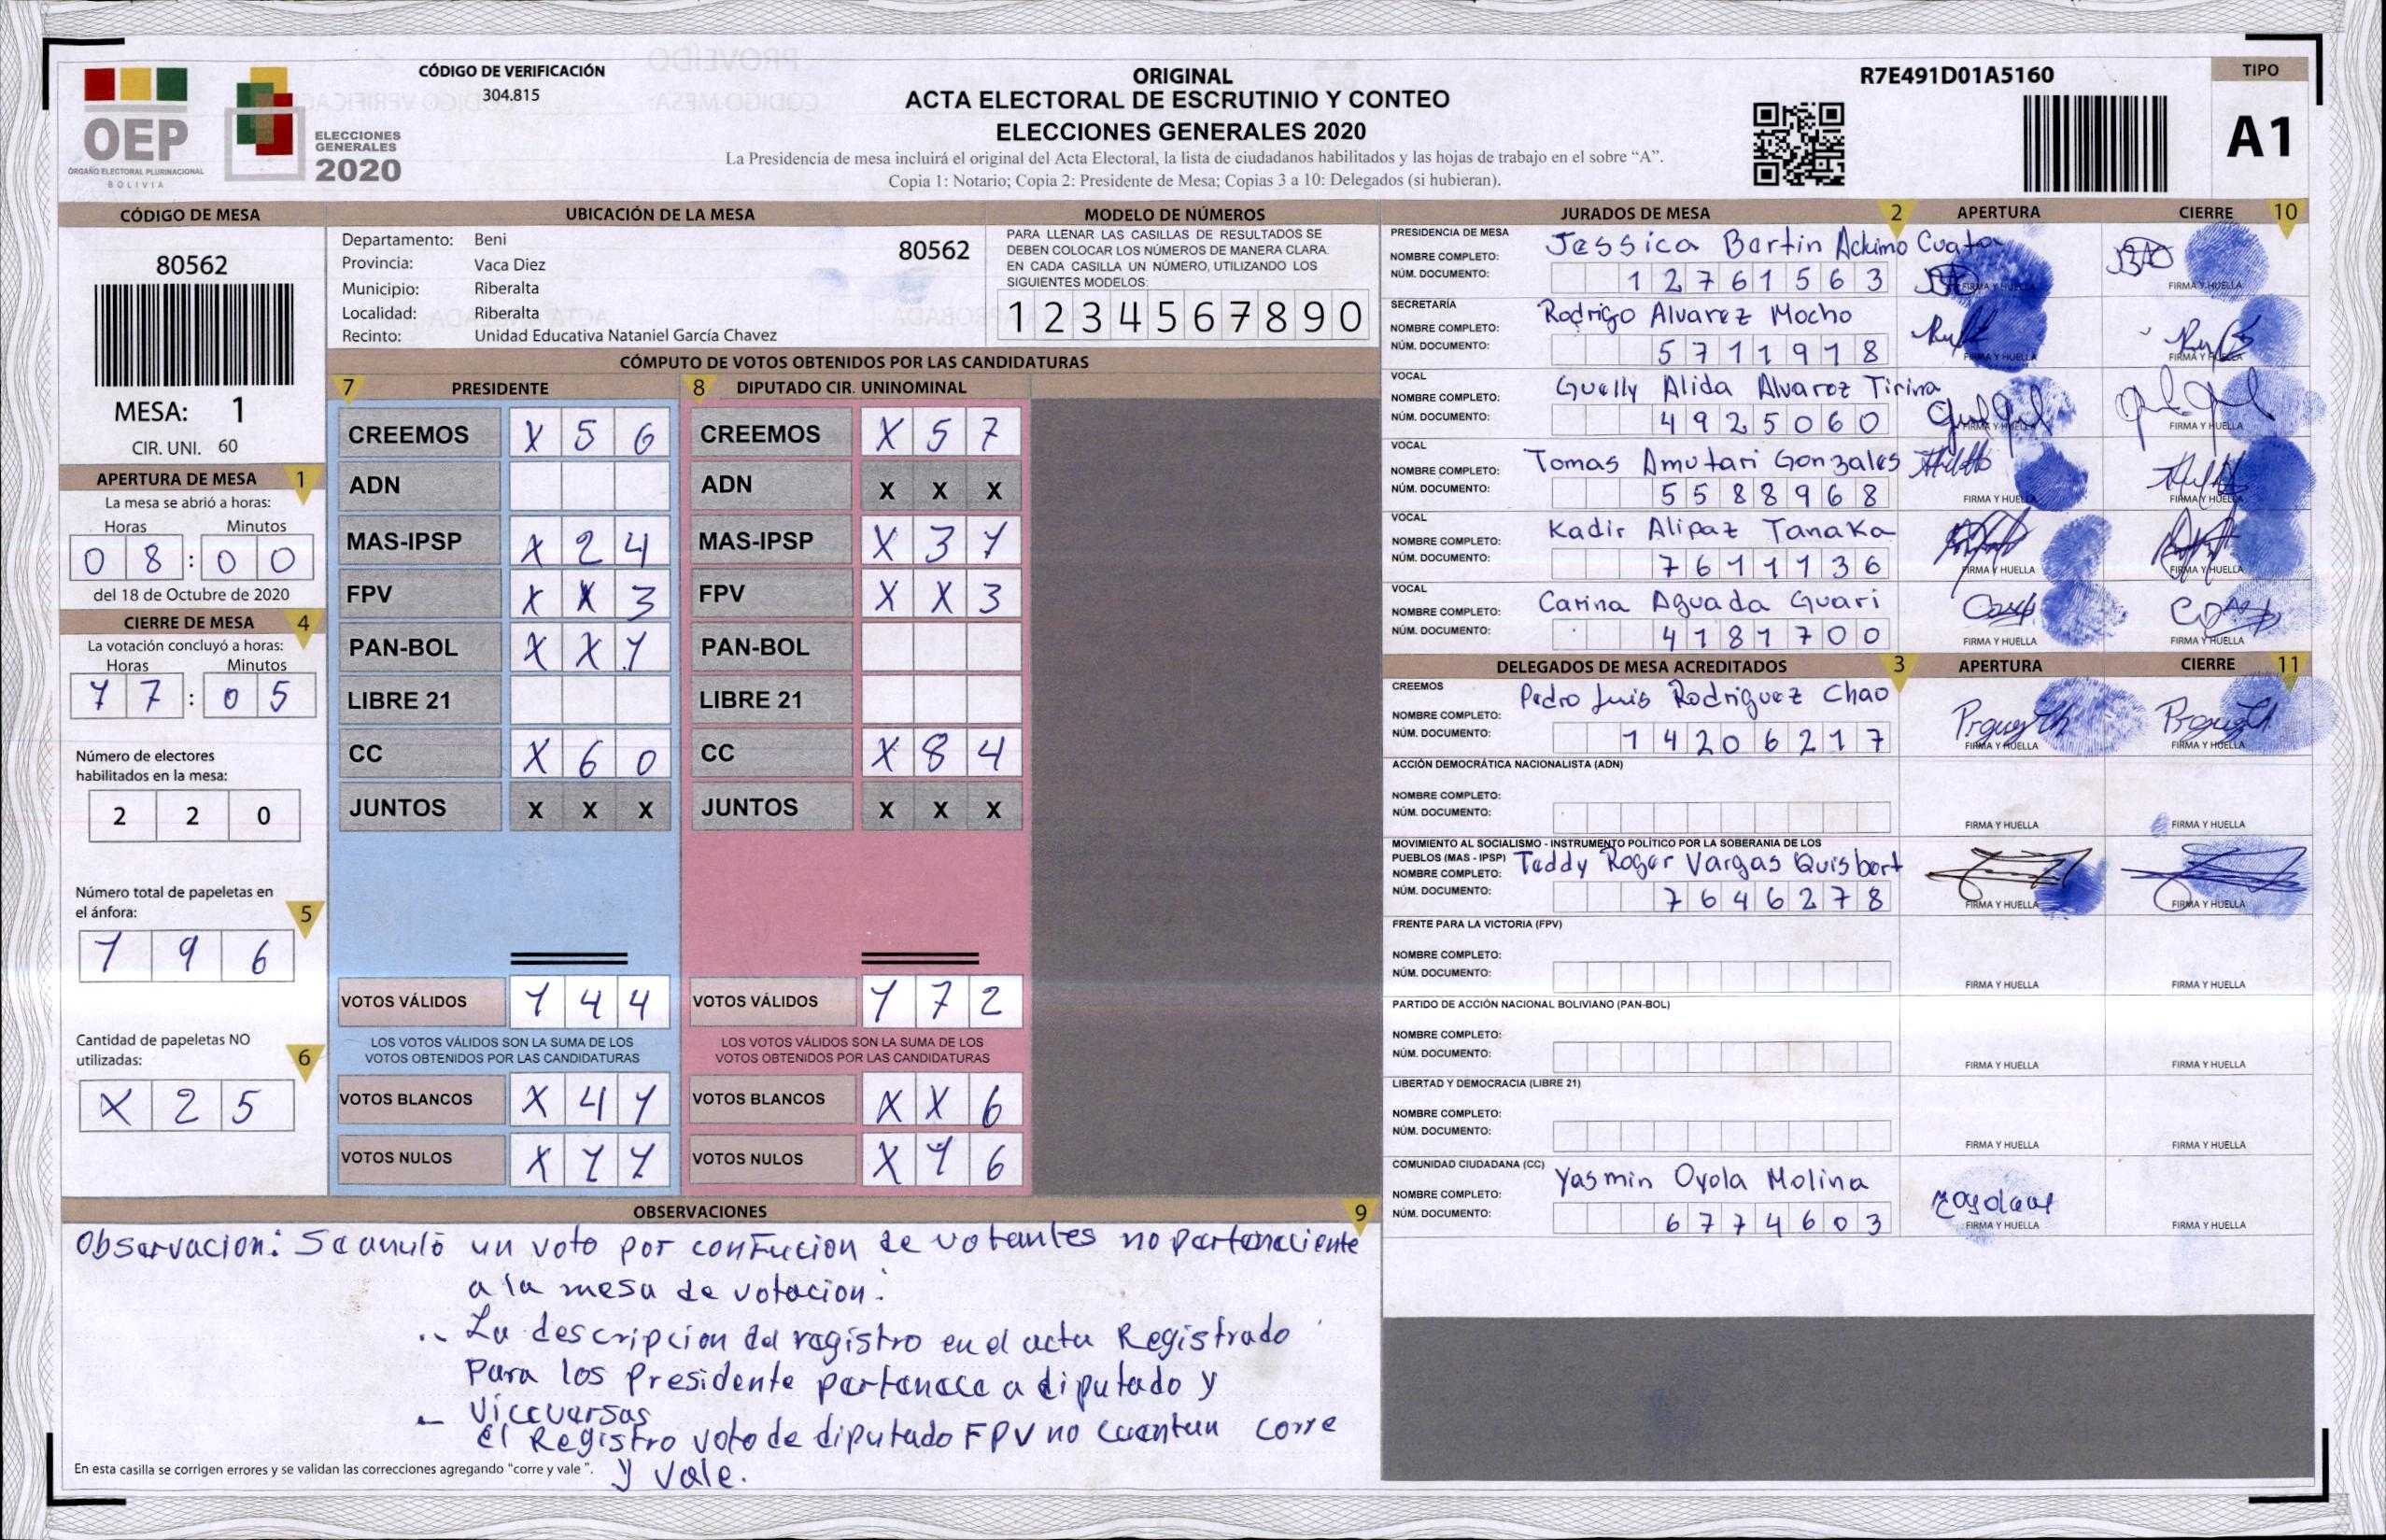 CÓDIGO DE VERIFICACIÓN
304.815
OEP
ÓRGANO ELECTORAL PLURINACIONAL
BOLIVIA
ELECCIONES
GENERALES
2020
ORIGINAL
ACTA ELECTORAL DE ESCRUTINIO Y CONTEO
ELECCIONES GENERALES 2020
La Presidencia de mesa incluirá el original del Acta Electoral, la lista de ciudadanos habilitados y las hojas de trabajo en el sobre “A”.
Copia 1: Notario; Copia 2: Presidente de Mesa; Copias 3 a 10: Delegados (si hubieran).
R7E491D01A5160
TIPO
A1
CÓDIGO DE MESA
80562
MESA: 1
CIR. UNI. 60
APERTURA DE MESA 1
La mesa se abrió a horas:
Horas Minutos
0 8 : 0 0
del 18 de Octubre de 2020
CIERRE DE MESA 4
La votación concluyó a horas:
Horas Minutos
1 7 : 0 5
Número de electores
habilitados en la mesa:
2 2 0
Número total de papeletas en
el ánfora: 5
1 9 6
Cantidad de papeletas NO
utilizadas: 6
X 2 5
UBICACIÓN DE LA MESA
Departamento: Beni
80562
Provincia: Vaca Diez
Municipio: Riberalta
Localidad: Riberalta
Recinto: Unidad Educativa Nataniel García Chavez
MODELO DE NÚMEROS
PARA LLENAR LAS CASILLAS DE RESULTADOS SE
DEBEN COLOCAR LOS NÚMEROS DE MANERA CLARA.
EN CADA CASILLA UN NÚMERO, UTILIZANDO LOS
SIGUIENTES MODELOS:
1 2 3 4 5 6 7 8 9 0
CÓMPUTO DE VOTOS OBTENIDOS POR LAS CANDIDATURAS
7 PRESIDENTE
CREEMOS X 5 6
ADN
MAS-IPSP X 2 4
FPV X X 3
PAN-BOL X X 1
LIBRE 21
CC X 6 0
JUNTOS X X X
VOTOS VÁLIDOS 1 4 4
LOS VOTOS VÁLIDOS SON LA SUMA DE LOS
VOTOS OBTENIDOS POR LAS CANDIDATURAS
VOTOS BLANCOS X 4 1
VOTOS NULOS X 1 1
8 DIPUTADO CIR. UNINOMINAL
CREEMOS X 5 7
ADN X X X
MAS-IPSP X 3 1
FPV X X 3
PAN-BOL
LIBRE 21
CC X 8 4
JUNTOS X X X
VOTOS VÁLIDOS 1 7 2
LOS VOTOS VÁLIDOS SON LA SUMA DE LOS
VOTOS OBTENIDOS POR LAS CANDIDATURAS
VOTOS BLANCOS X X 6
VOTOS NULOS X 1 6
OBSERVACIONES 9
Observacion: Se anuló un voto por confucion de votantes no perteneciente
a la mesa de votacion.
.. La descripcion del registro en el acta Registrado
Para los Presidente pertenece a diputado y
Viceversas
- El Registro voto de diputado FPV no cuentan corre
y vale.
En esta casilla se corrigen errores y se validan las correcciones agregando “corre y vale ”.
JURADOS DE MESA 2 APERTURA CIERRE 10
PRESIDENCIA DE MESA
NOMBRE COMPLETO: Jessica Bartin
NÚM. DOCUMENTO: 1 2 7 6 1 5 6 3
FIRMA Y HUELLA FIRMA Y HUELLA
SECRETARÍA
NOMBRE COMPLETO: Rodrigo Alvarez Mocho
NÚM. DOCUMENTO: 5 7 1 1 9 1 8
FIRMA Y HUELLA FIRMA Y HUELLA
VOCAL
NOMBRE COMPLETO: Guelly Alida Alvarez Tirina
NÚM. DOCUMENTO: 4 9 2 5 0 6 0
FIRMA Y HUELLA FIRMA Y HUELLA
VOCAL
NOMBRE COMPLETO: Tomas Amutari Gonzales
NÚM. DOCUMENTO: 5 5 8 8 9 6 8
FIRMA Y HUELLA FIRMA Y HUELLA
VOCAL
NOMBRE COMPLETO: Kadir Alipaz Tanaka
NÚM. DOCUMENTO: 7 6 1 1 1 3 6
FIRMA Y HUELLA FIRMA Y HUELLA
VOCAL
NOMBRE COMPLETO: Carina Aguada Guari
NÚM. DOCUMENTO: 4 1 8 1 7 0 0
FIRMA Y HUELLA FIRMA Y HUELLA
DELEGADOS DE MESA ACREDITADOS 3 APERTURA CIERRE 11
CREEMOS
NOMBRE COMPLETO: Pedro Luis Rodriguez Chao
NÚM. DOCUMENTO: 1 4 2 0 6 2 1 7
FIRMA Y HUELLA FIRMA Y HUELLA
ACCIÓN DEMOCRÁTICA NACIONALISTA (ADN)
NOMBRE COMPLETO:
NÚM. DOCUMENTO:
FIRMA Y HUELLA FIRMA Y HUELLA
MOVIMIENTO AL SOCIALISMO - INSTRUMENTO POLÍTICO POR LA SOBERANIA DE LOS
PUEBLOS (MAS - IPSP)
NOMBRE COMPLETO: Teddy Roger Vargas Quisbert
NÚM. DOCUMENTO: 7 6 4 6 2 7 8
FIRMA Y HUELLA FIRMA Y HUELLA
FRENTE PARA LA VICTORIA (FPV)
NOMBRE COMPLETO:
NÚM. DOCUMENTO:
FIRMA Y HUELLA FIRMA Y HUELLA
PARTIDO DE ACCIÓN NACIONAL BOLIVIANO (PAN-BOL)
NOMBRE COMPLETO:
NÚM. DOCUMENTO:
FIRMA Y HUELLA FIRMA Y HUELLA
LIBERTAD Y DEMOCRACIA (LIBRE 21)
NOMBRE COMPLETO:
NÚM. DOCUMENTO:
FIRMA Y HUELLA FIRMA Y HUELLA
COMUNIDAD CIUDADANA (CC)
NOMBRE COMPLETO: Yasmin Oyola Molina
NÚM. DOCUMENTO: 6 7 7 4 6 0 3
FIRMA Y HUELLA FIRMA Y HUELLA